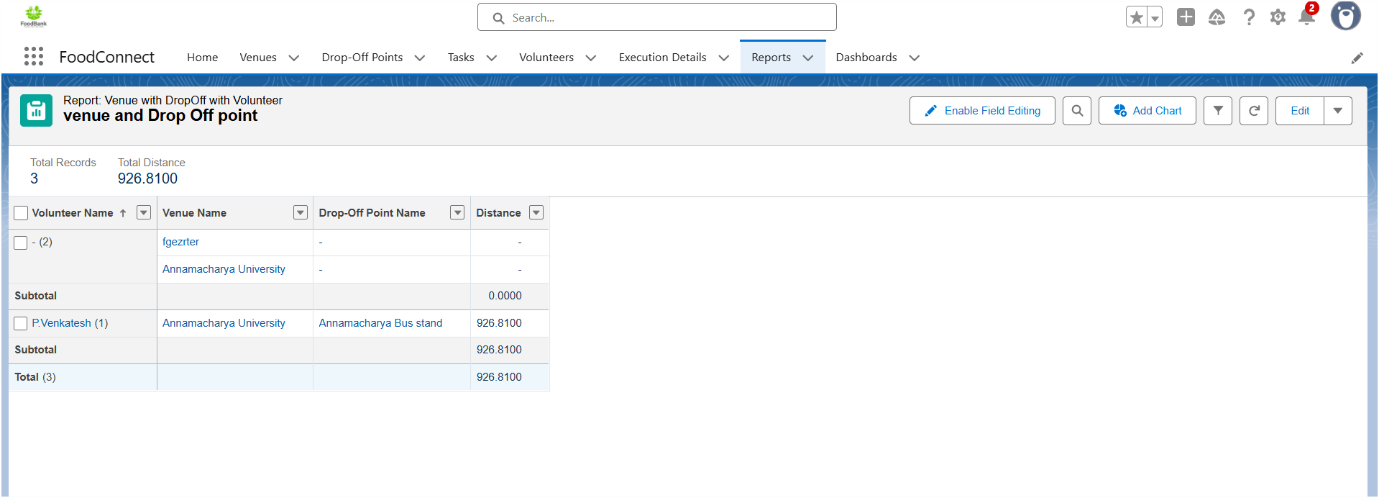 FoodBank
Search...
2
FoodConnect Home Venues Drop-Off Points Tasks Volunteers Execution Details Reports Dashboards
Report: Venue with DropOff with Volunteer
venue and Drop Off point
Enable Field Editing Add Chart Edit
Total Records Total Distance
3 926.8100
Volunteer Name ↑ Venue Name Drop-Off Point Name Distance
- (2) fgezrter - -
Annamacharya University - -
Subtotal 0.0000
P.Venkatesh (1) Annamacharya University Annamacharya Bus stand 926.8100
Subtotal 926.8100
Total (3) 926.8100